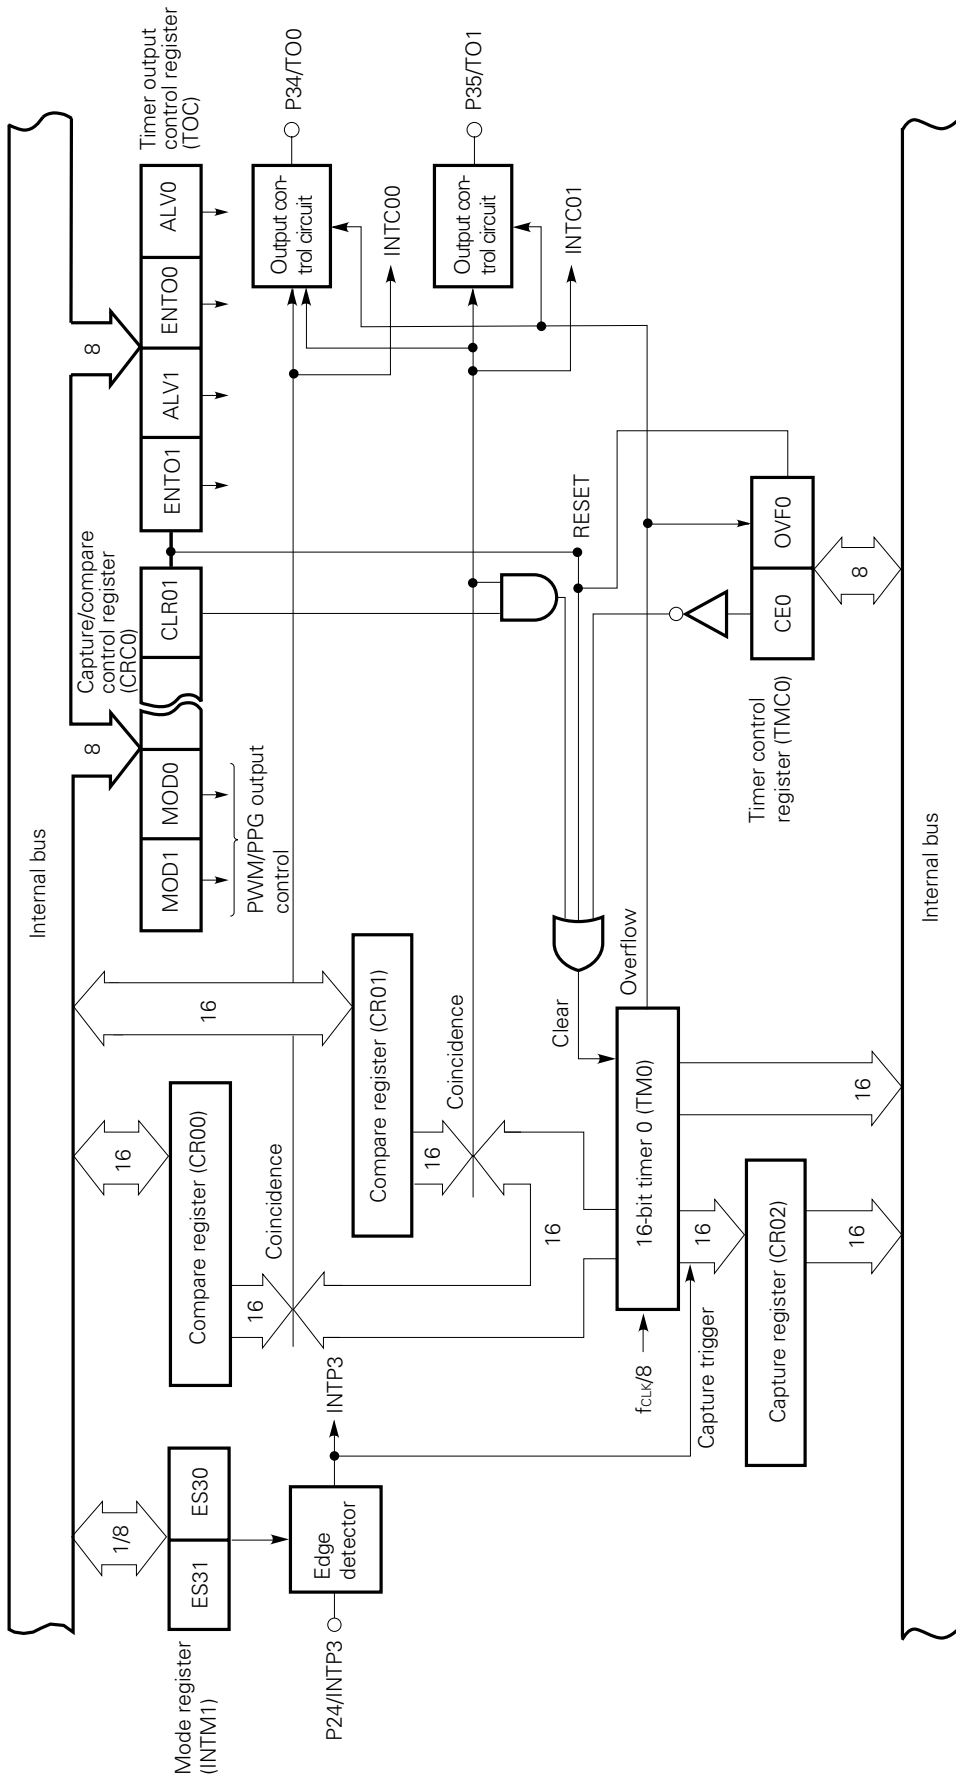 Internal bus
Mode register
(INTM1)
1/8
ES31
ES30
P24/INTP3
Edge
detector
INTP3
16
Compare register (CR00)
16
Coincidence
16
Compare register (CR01)
16
Coincidence
16
8
Capture/compare
control register
(CRC0)
MOD1
MOD0
CLR01
PWM/PPG output
control
8
Timer output
control register
(TOC)
ENTO1
ALV1
ENTO0
ALV0
Output con-
trol circuit
P34/TO0
INTC00
Output con-
trol circuit
P35/TO1
INTC01
RESET
Clear
Overflow
fCLK/8
16-bit timer 0 (TM0)
Capture trigger
16
Capture register (CR02)
16
16
Timer control
register (TMC0)
CE0
OVF0
8
Internal bus